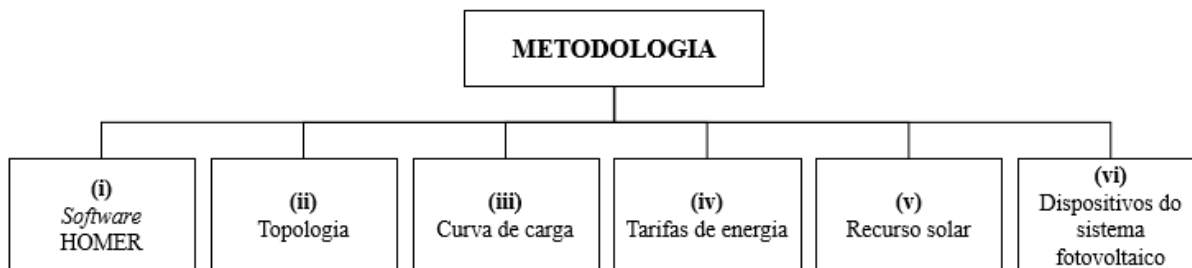 METODOLOGIA
(i)
Software
HOMER
(ii)
Topologia
(iii)
Curva de carga
(iv)
Tarifas de energia
(v)
Recurso solar
(vi)
Dispositivos do
sistema
fotovoltaico